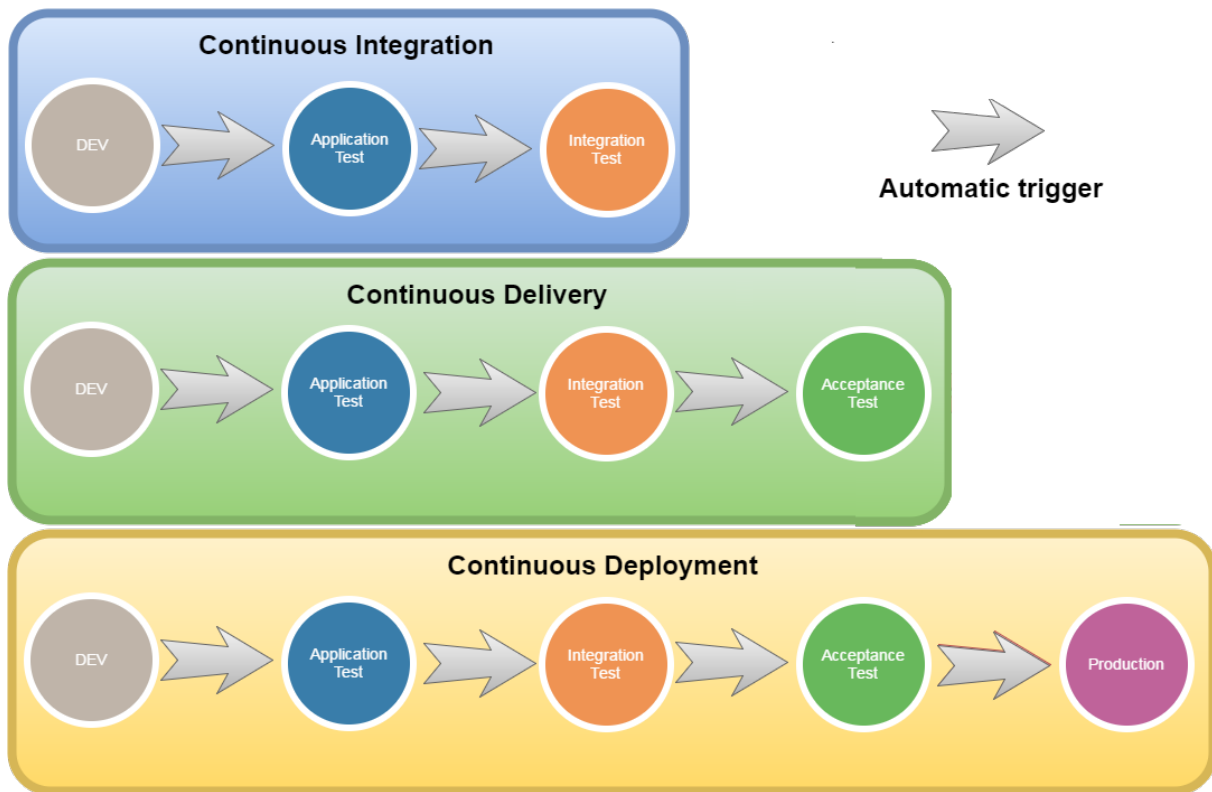 Continuous Integration
DEV
Application
Test
Integration
Test
Automatic trigger
Continuous Delivery
DEV
Application
Test
Integration
Test
Acceptance
Test
Continuous Deployment
DEV
Application
Test
Integration
Test
Acceptance
Test
Production